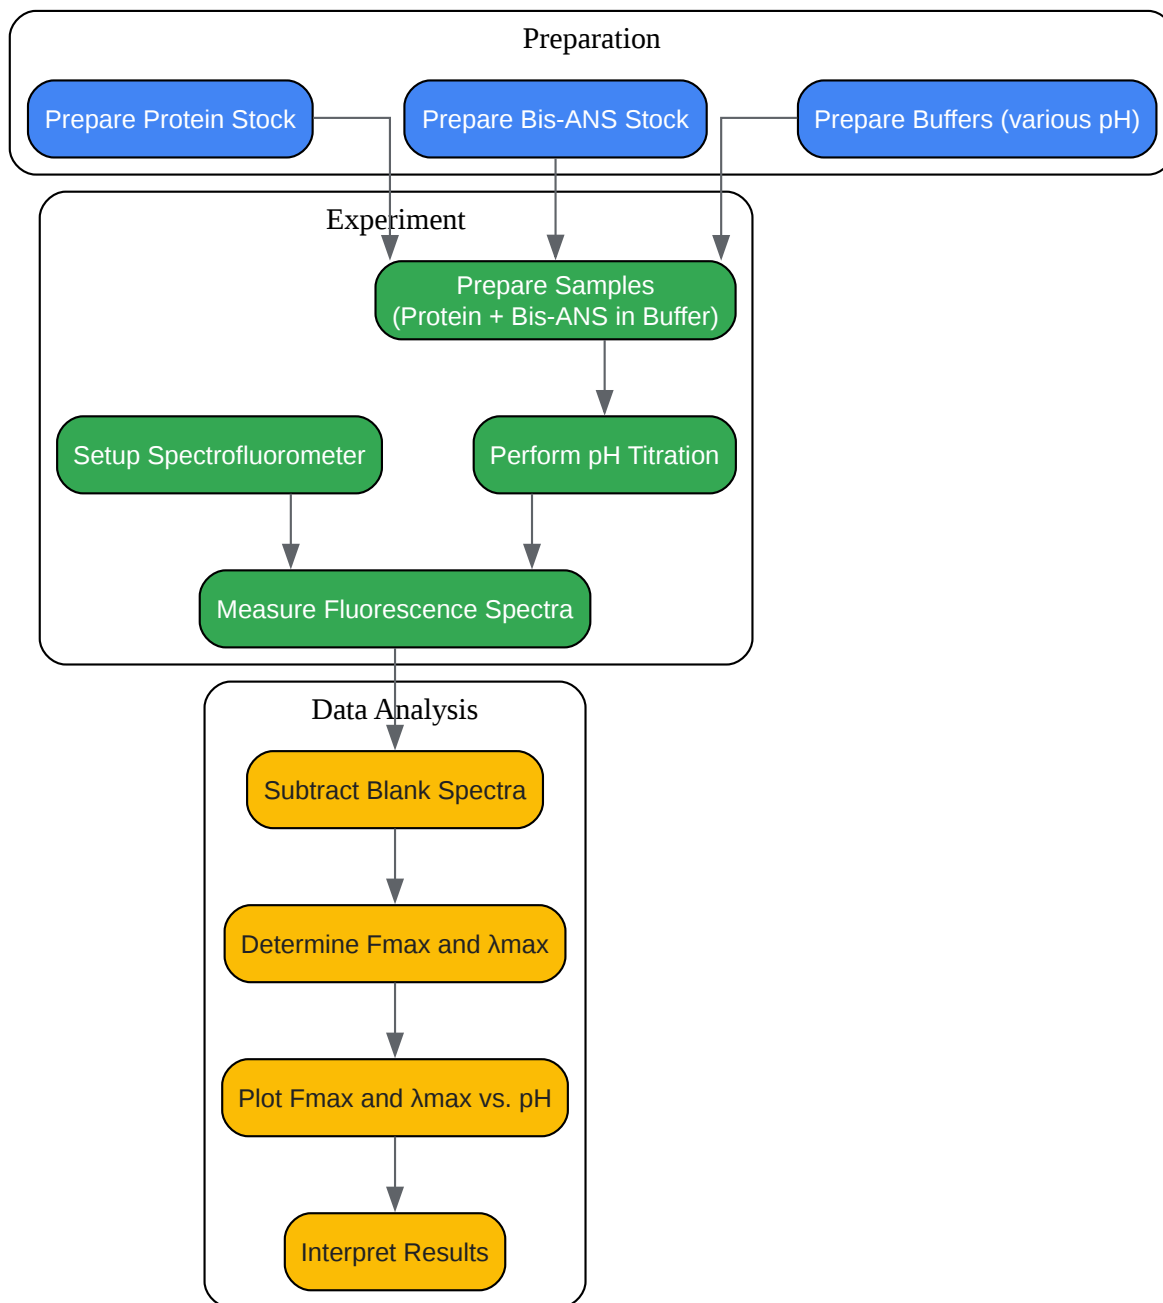 Preparation
Prepare Protein Stock
Prepare Bis-ANS Stock
Prepare Buffers (various pH)
Experiment
Prepare Samples
(Protein + Bis-ANS in Buffer)
Setup Spectrofluorometer
Perform pH Titration
Measure Fluorescence Spectra
Data Analysis
Subtract Blank Spectra
Determine Fmax and λmax
Plot Fmax and λmax vs. pH
Interpret Results